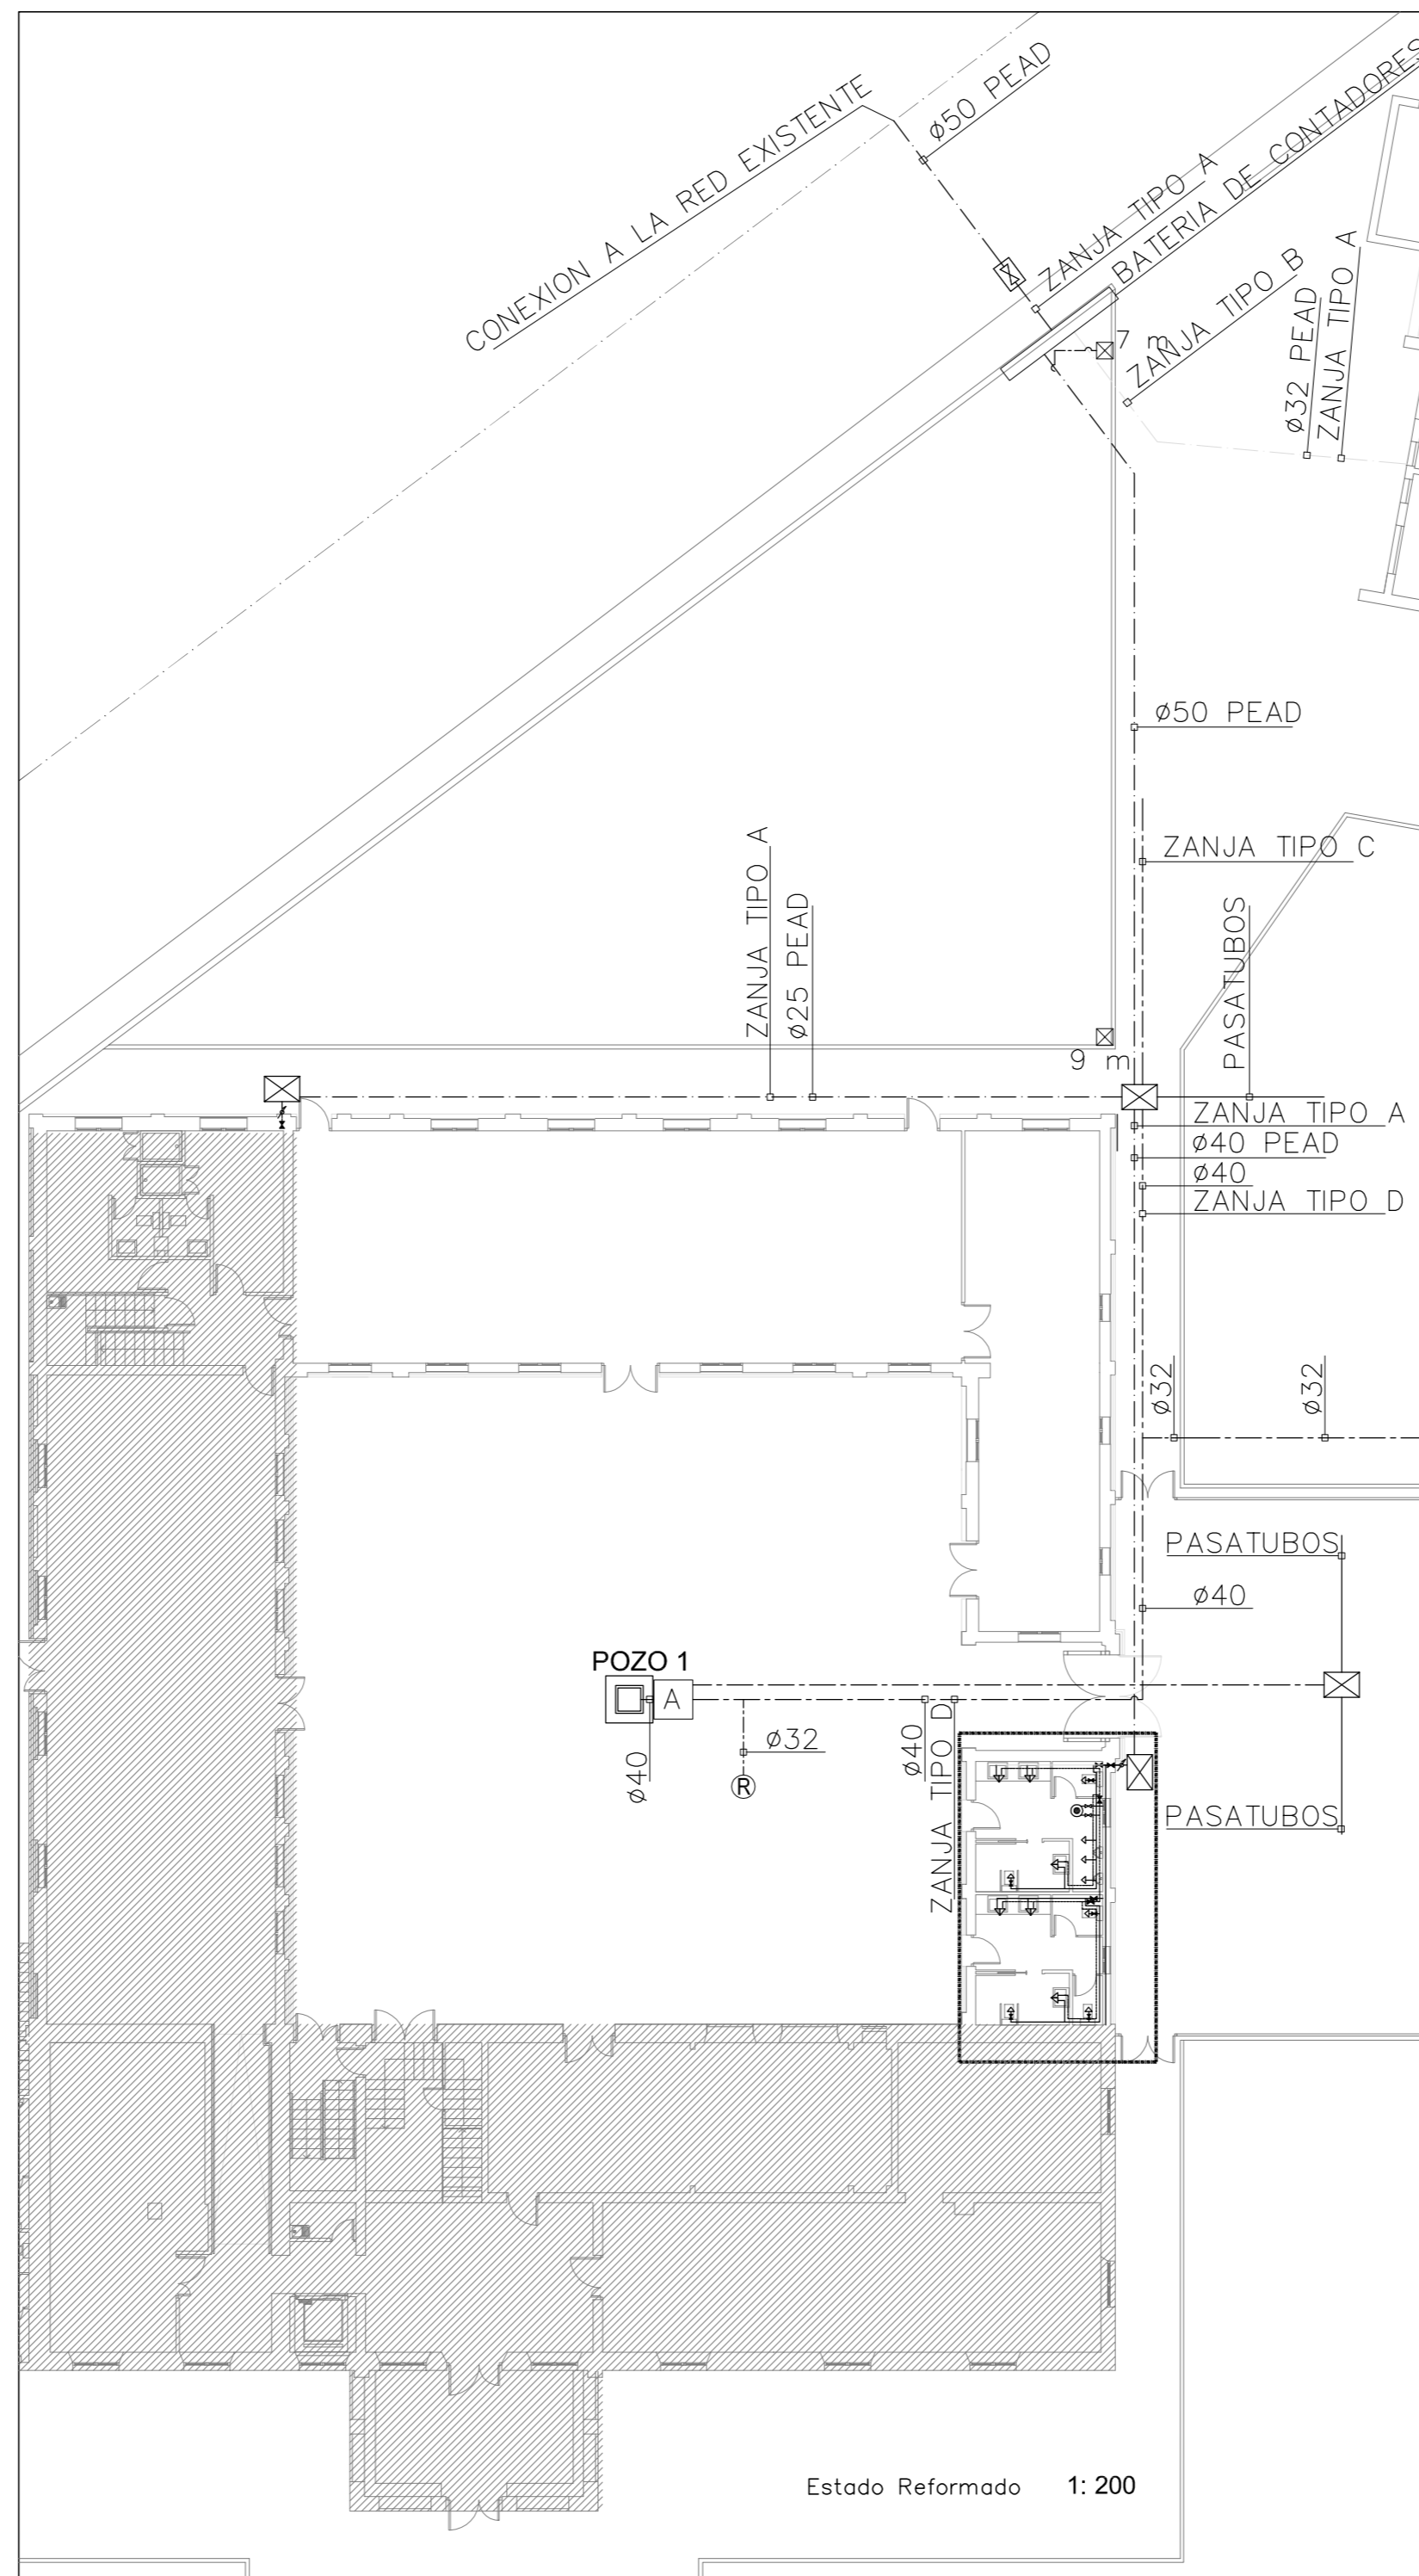 CONEXION A LA RED EXISTENTE
ø50 PEAD
ZANJA TIPO A
BATERIA DE CONTADORES
ZANJA TIPO B
7 m
ø32 PEAD
ZANJA TIPO A
ø50 PEAD
ZANJA TIPO C
ZANJA TIPO A
ø25 PEAD
PASATUBOS
9 m
ZANJA TIPO A
ø40 PEAD
ø40
ZANJA TIPO D
ø32
ø32
PASATUBOS
ø40
POZO 1
A
ø40
ø32
R
ø40
ZANJA TIPO D
PASATUBOS
Estado Reformado 1: 200